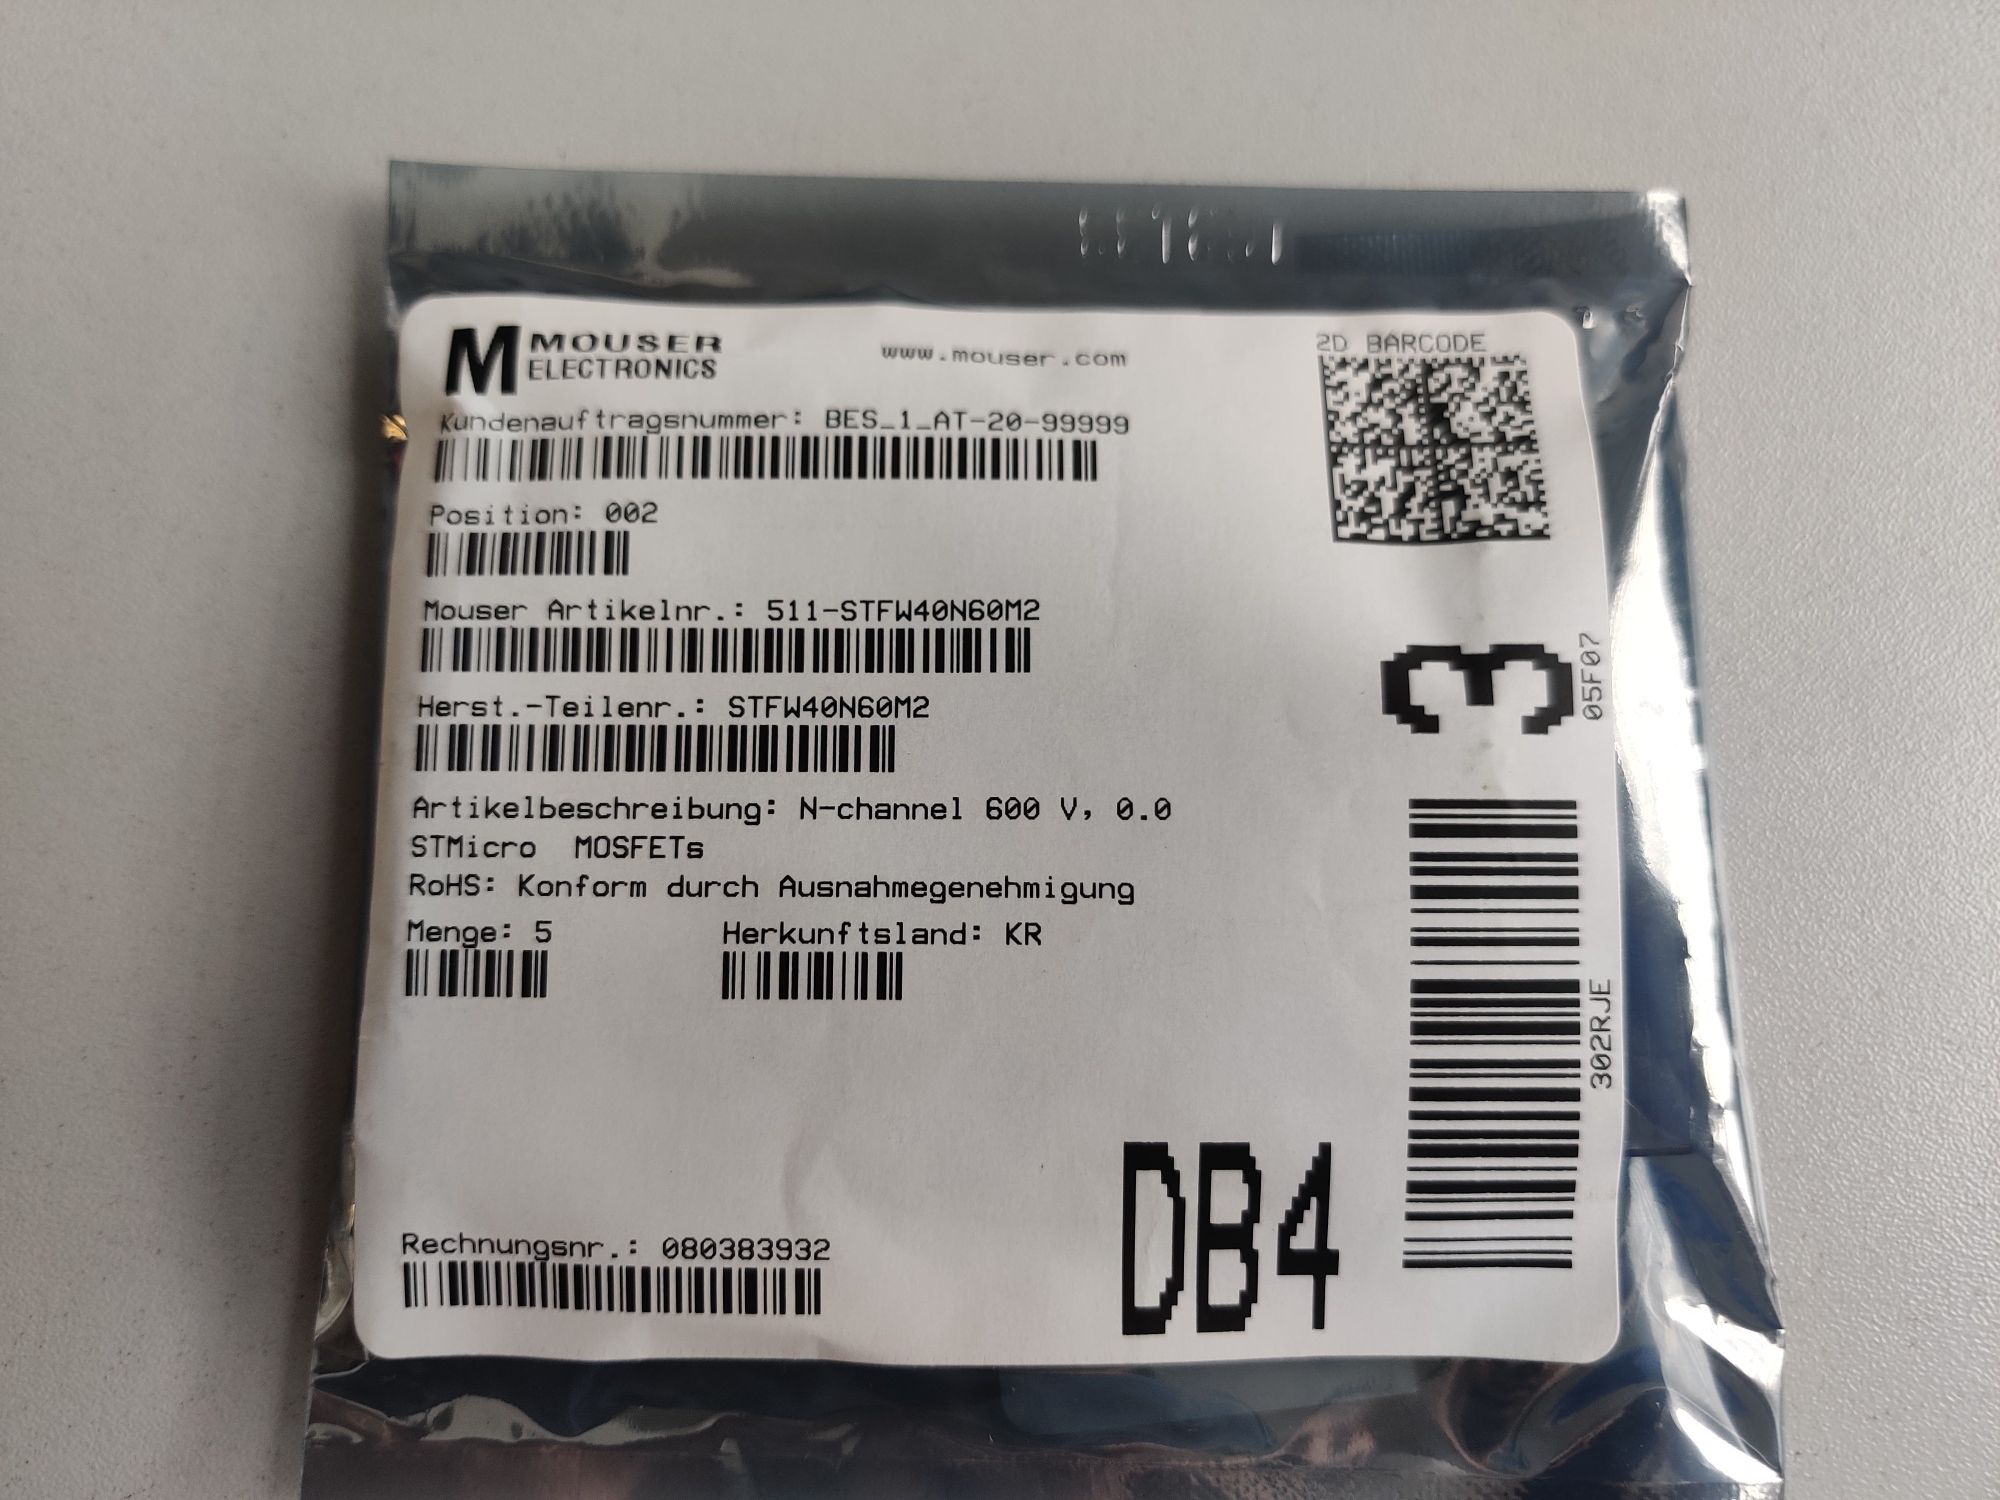 M MOUSER
ELECTRONICS
www.mouser.com
2D BARCODE
Kundenauftragsnummer: BES_1_AT-20-99999
Position: 002
Mouser Artikelnr.: 511-STFW40N60M2
Herst.-Teilenr.: STFW40N60M2
Artikelbeschreibung: N-channel 600 V, 0.0
STMicro  MOSFETs
RoHS: Konform durch Ausnahmegenehmigung
Menge: 5
Herkunftsland: KR
Rechnungsnr.: 080383932
DB4
3
05F07
302RJE